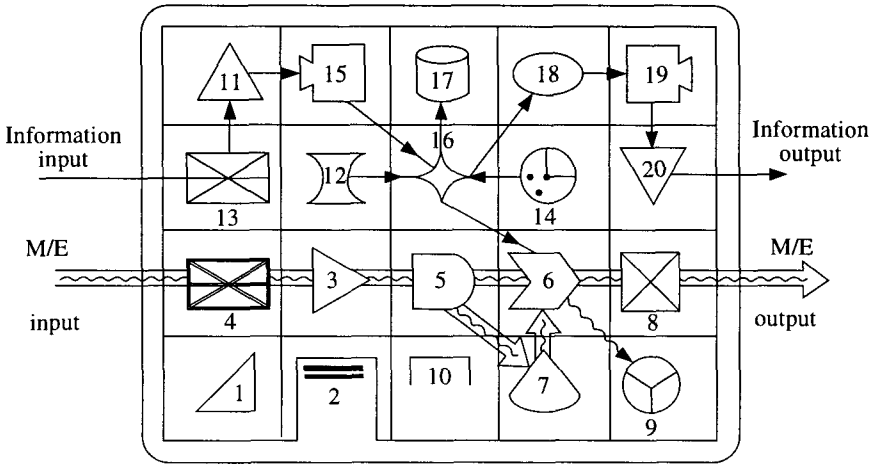 11
15
17
18
19
Information
input
16
Information
output
13
12
14
20
M/E
M/E
3
5
6
input
4
8
output
1
2
10
7
9